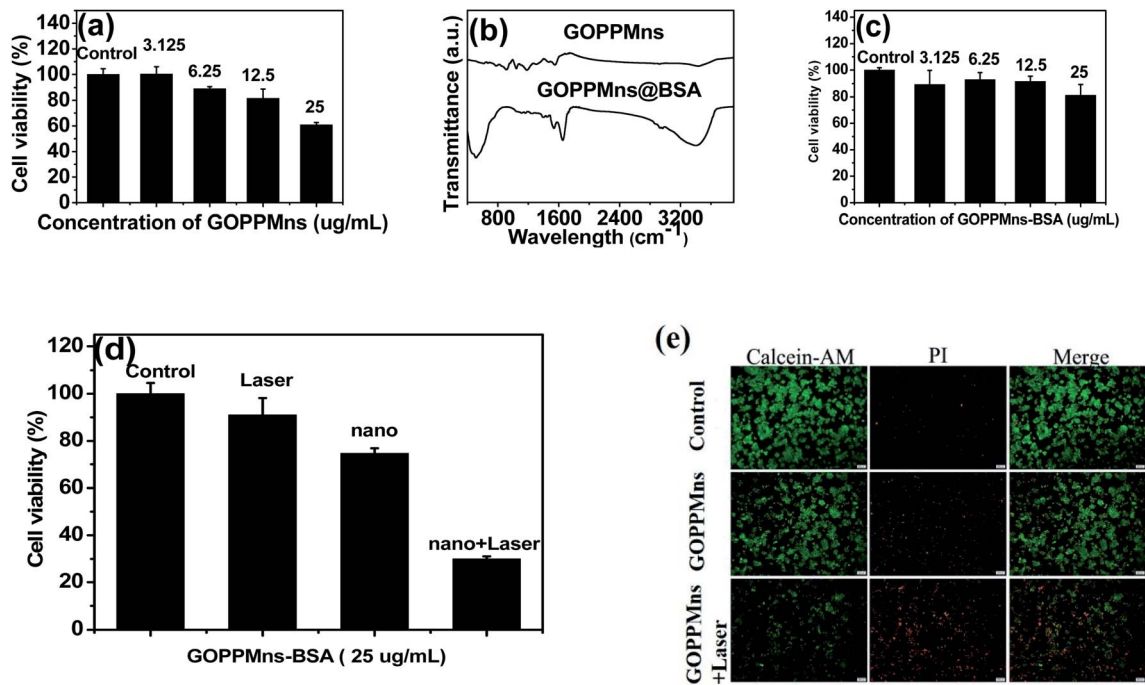 (a)
140
120
100
80
60
40
20
0
Cell viability (%)
Control
3.125
6.25
12.5
25
Concentration of GOPPMns (ug/mL)
(b)
Transmittance (a.u.)
GOPPMns
GOPPMns@BSA
800 1600 2400 3200
Wavelength (cm-1)
(c)
140
120
100
80
60
40
20
0
Cell viability (%)
Control 3.125 6.25 12.5 25
Concentration of GOPPMns-BSA (ug/mL)
(d)
120
100
80
60
40
20
0
Cell viability (%)
Control
Laser
nano
nano+Laser
GOPPMns-BSA ( 25 ug/mL)
(e)
Calcein-AM PI Merge
Control
GOPPMns
GOPPMns
+Laser